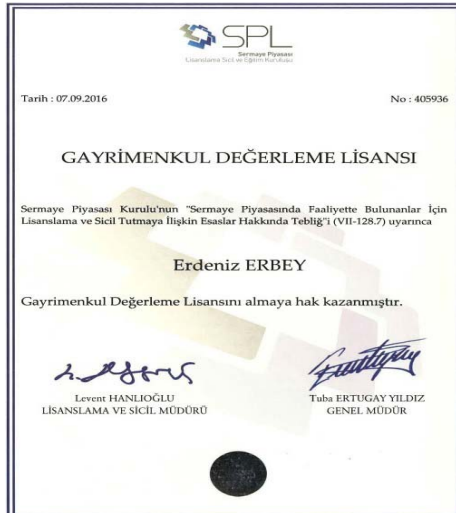 SPL
Sermaye Piyasası
Lisanslama Sicil ve Eğitim Kuruluşu
Tarih : 07.09.2016
No : 405936
GAYRİMENKUL DEĞERLEME LİSANSI
Sermaye Piyasası Kurulu'nun "Sermaye Piyasasında Faaliyette Bulunanlar İçin
Lisanslama ve Sicil Tutmaya İlişkin Esaslar Hakkında Tebliğ"i (VII-128.7) uyarınca
Erdeniz ERBEY
Gayrimenkul Değerleme Lisansını almaya hak kazanmıştır.
Levent HANLIOĞLU
LİSANSLAMA VE SİCİL MÜDÜRÜ
Tuba ERTUGAY YILDIZ
GENEL MÜDÜR